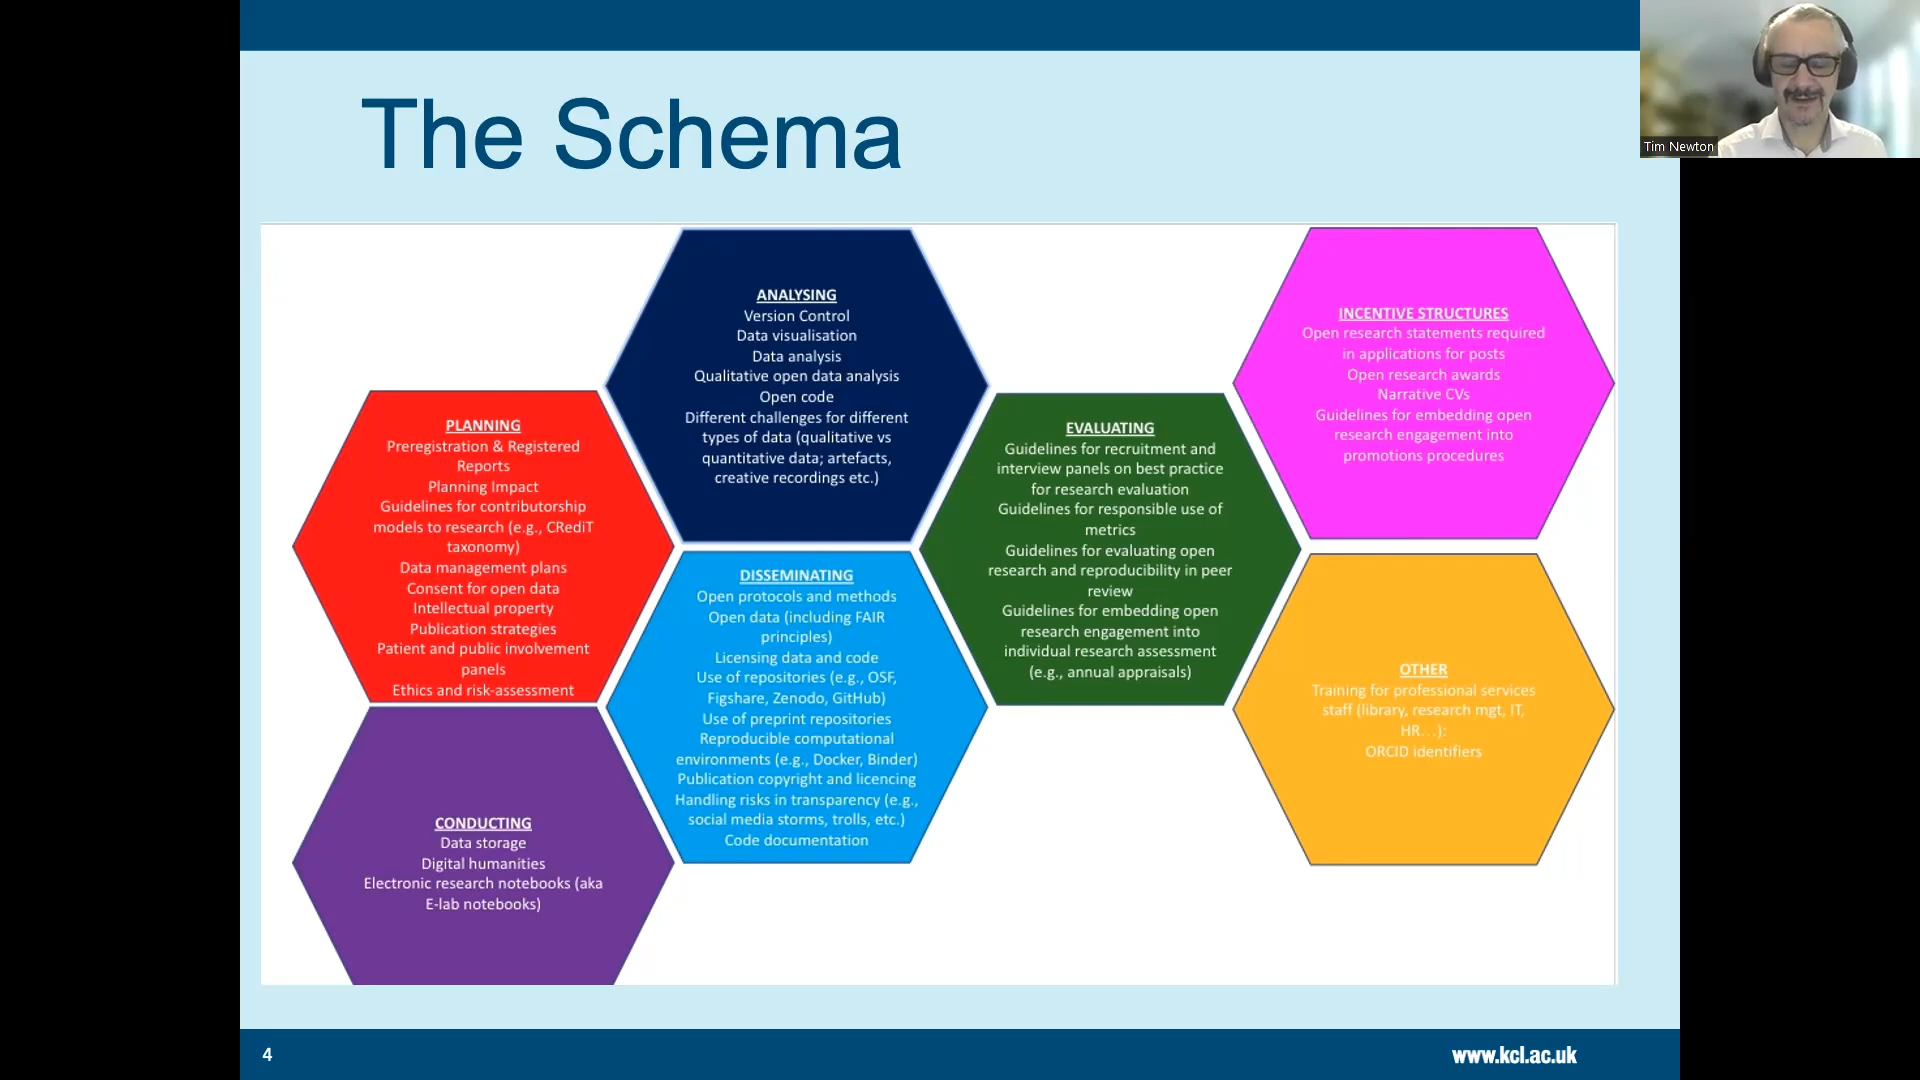 The Schema
Tim Newton
ANALYSING
Version Control
Data visualisation
Data analysis
Qualitative open data analysis
Open code
Different challenges for different
types of data (qualitative vs
quantitative data; artefacts,
creative recordings etc.)
INCENTIVE STRUCTURES
Open research statements required
in applications for posts
Open research awards
Narrative CVs
Guidelines for embedding open
research engagement into
promotions procedures
PLANNING
Preregistration & Registered
Reports
Planning Impact
Guidelines for contributorship
models to research (e.g., CRediT
taxonomy)
Data management plans
Consent for open data
Intellectual property
Publication strategies
Patient and public involvement
panels
Ethics and risk-assessment
EVALUATING
Guidelines for recruitment and
interview panels on best practice
for research evaluation
Guidelines for responsible use of
metrics
Guidelines for evaluating open
research and reproducibility in peer
review
Guidelines for embedding open
research engagement into
individual research assessment
(e.g., annual appraisals)
DISSEMINATING
Open protocols and methods
Open data (including FAIR
principles)
Licensing data and code
Use of repositories (e.g., OSF,
Figshare, Zenodo, GitHub)
Use of preprint repositories
Reproducible computational
environments (e.g., Docker, Binder)
Publication copyright and licencing
Handling risks in transparency (e.g.,
social media storms, trolls, etc.)
Code documentation
OTHER
Training for professional services
staff (library, research mgt, IT,
HR...):
ORCID identifiers
CONDUCTING
Data storage
Digital humanities
Electronic research notebooks (aka
E-lab notebooks)
4
www.kcl.ac.uk